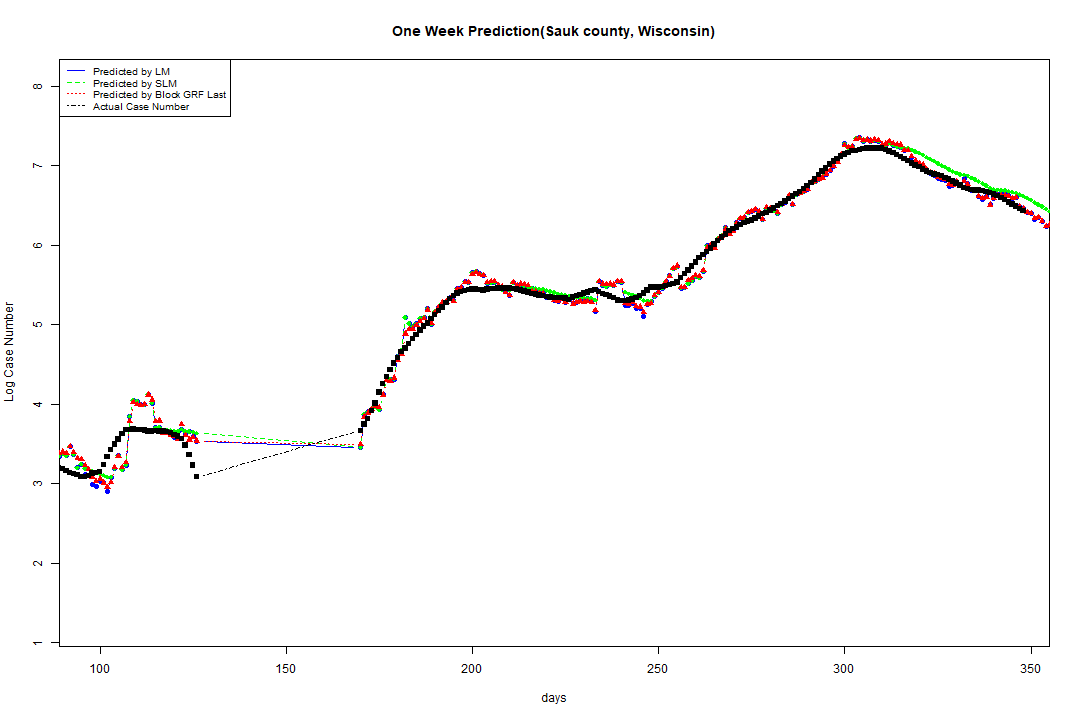 One Week Prediction(Sauk county, Wisconsin)
Predicted by LM
Predicted by SLM
Predicted by Block GRF Last
Actual Case Number
8
7
6
5
4
3
2
1
Log Case Number
100 150 200 250 300 350
days